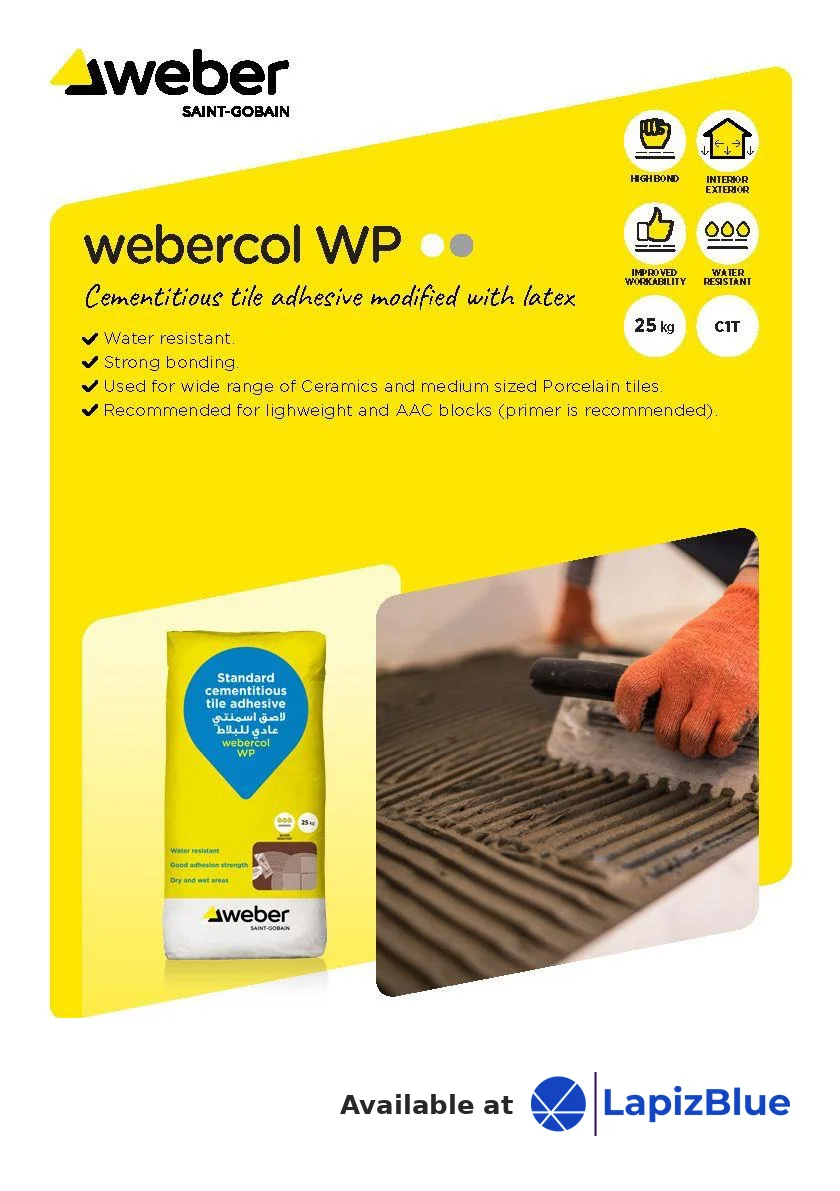 weber
SAINT-GOBAIN
HIGH BOND
INTERIOR
EXTERIOR
IMPROVED
WORKABILITY
WATER
RESISTANT
25 kg
C1T
webercol WP
Cementitious tile adhesive modified with latex
Water resistant.
Strong bonding.
Used for wide range of Ceramics and medium sized Porcelain tiles.
Recommended for lighweight and AAC blocks (primer is recommended).
Standard
cementitious
tile adhesive
لاصق اسمنتي
عادي للبلاط
webercol
WP
25 kg
WATER
RESISTANT
Water resistant
Good adhesion strength
Dry and wet areas
weber
SAINT-GOBAIN
Available at
LapizBlue